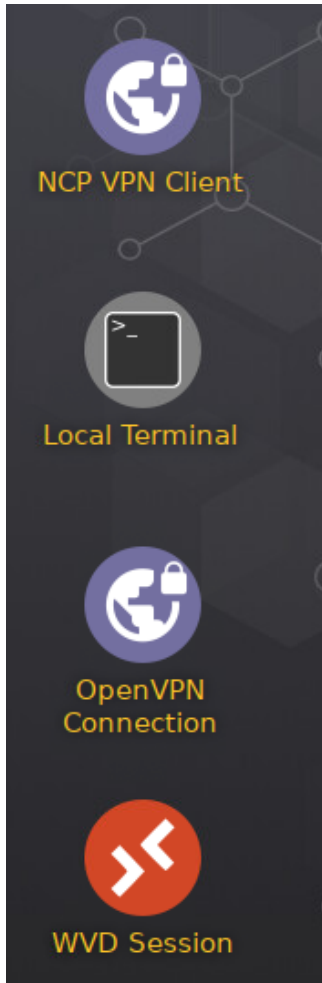 NCP VPN Client
>_
Local Terminal
OpenVPN
Connection
WVD Session